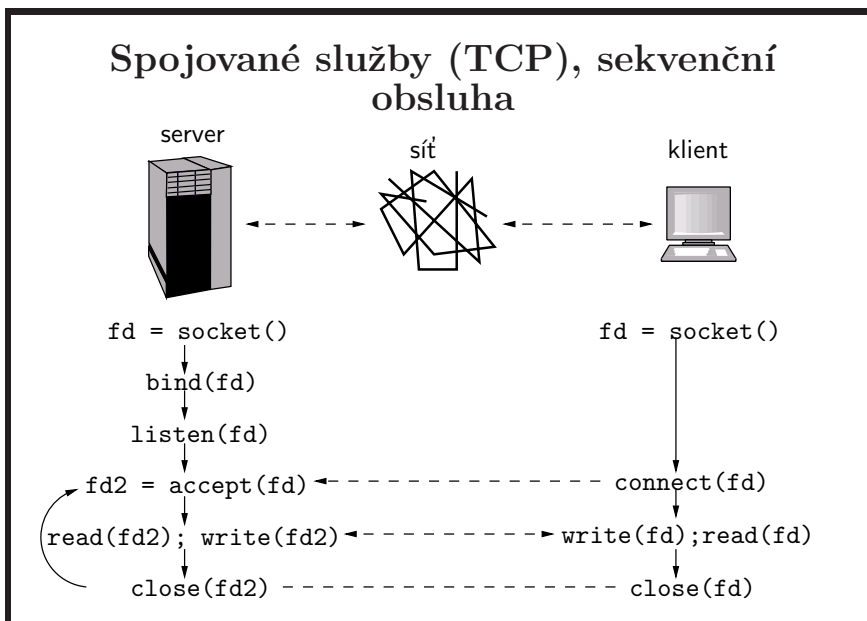 Spojované služby (TCP), sekvenční
obsluha
server
síť
klient
fd = socket()
fd = socket()
bind(fd)
listen(fd)
fd2 = accept(fd)
connect(fd)
read(fd2); write(fd2)
write(fd);read(fd)
close(fd2)
close(fd)